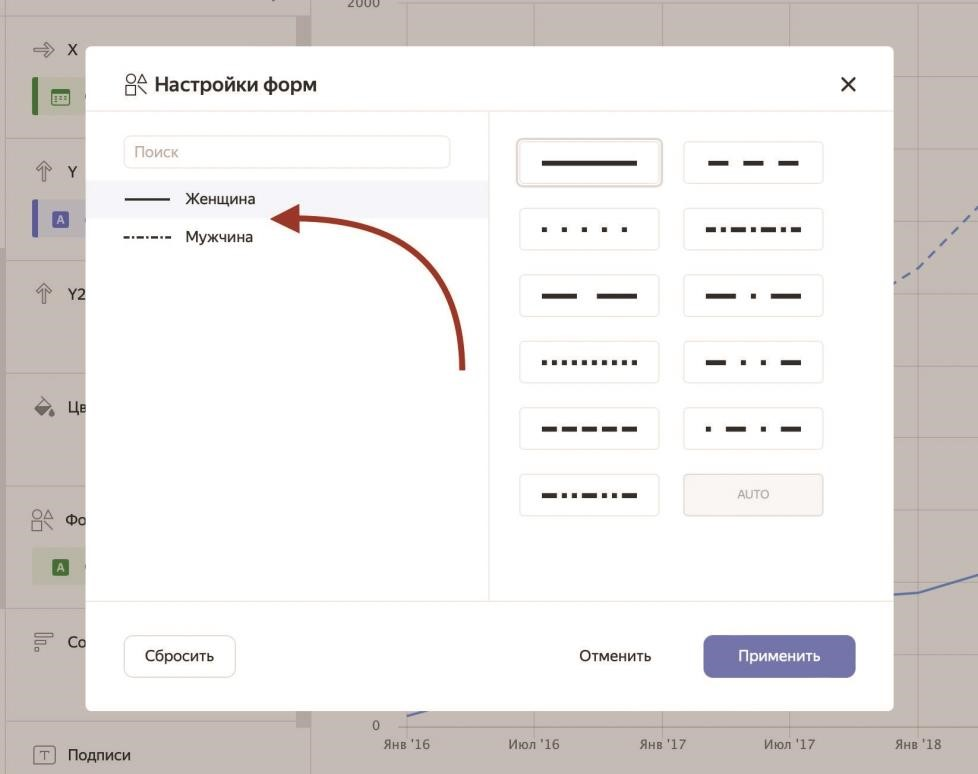 2000
X
Настройки форм
Поиск
Женщина
Мужчина
Y
A
Y2
Цв
AUTO
Фо
A
Со
Сбросить
Отменить
Применить
0
Янв '16
Июл '16
Янв '17
Июл '17
Янв '18
T
Подписи